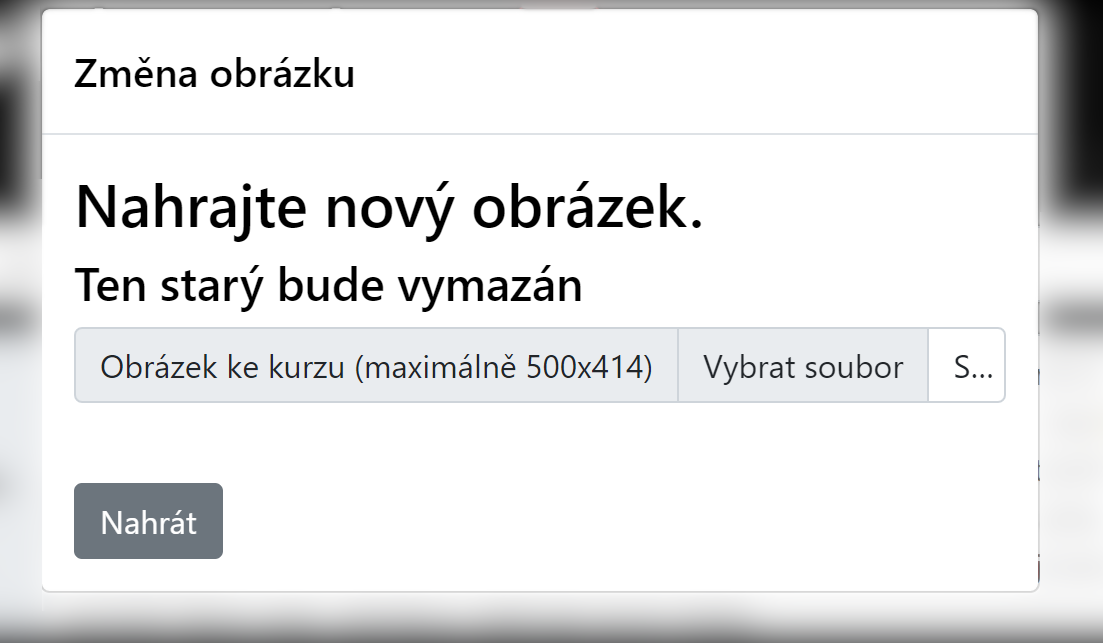 Změna obrázku
Nahrajte nový obrázek.
Ten starý bude vymazán
Obrázek ke kurzu (maximálně 500x414) Vybrat soubor S...
Nahrát